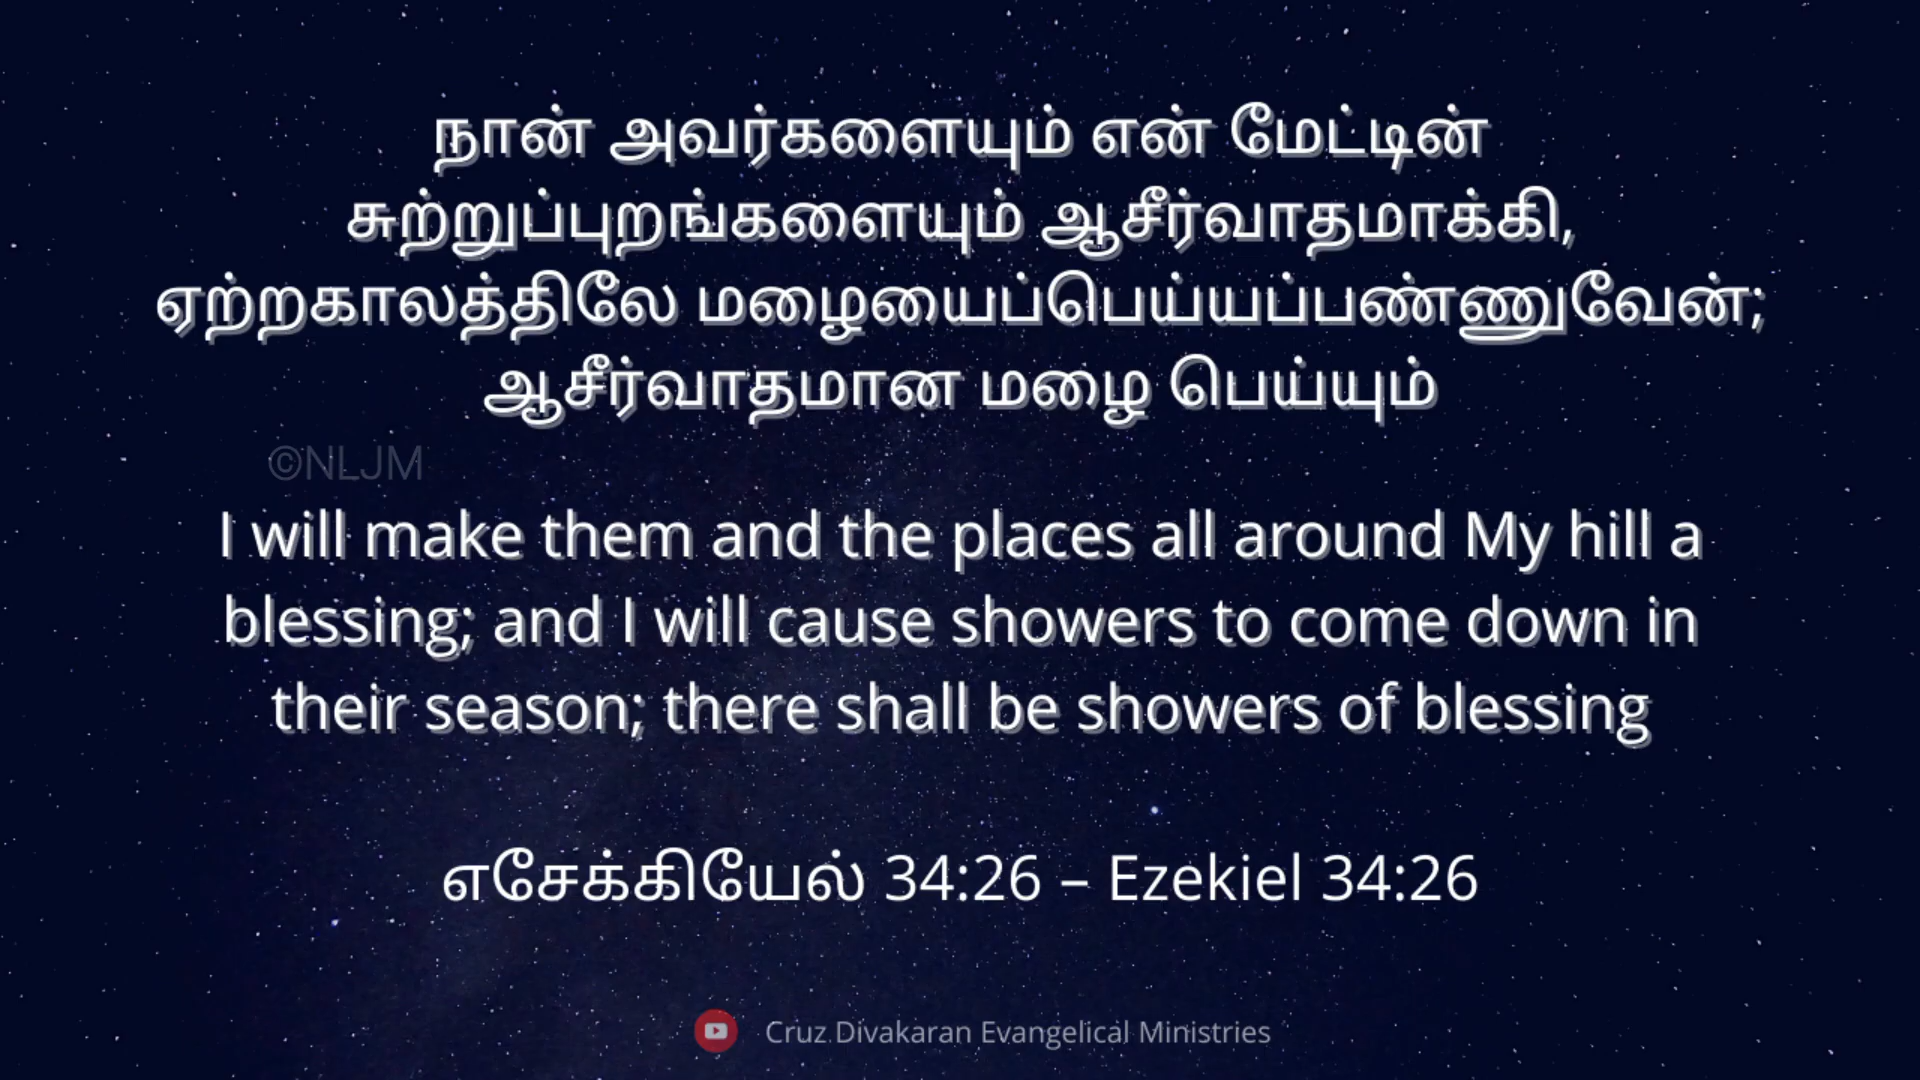 நான் அவர்களையும் என் மேட்டின்
சுற்றுப்புறங்களையும் ஆசீர்வாதமாக்கி,
ஏற்றகாலத்திலே மழையைப்பெய்யப்பண்ணுவேன்;
ஆசீர்வாதமான மழை பெய்யும்
©NLJM
I will make them and the places all around My hill a
blessing; and I will cause showers to come down in
their season; there shall be showers of blessing
எசேக்கியேல் 34:26 – Ezekiel 34:26
Cruz Divakaran Evangelical Ministries